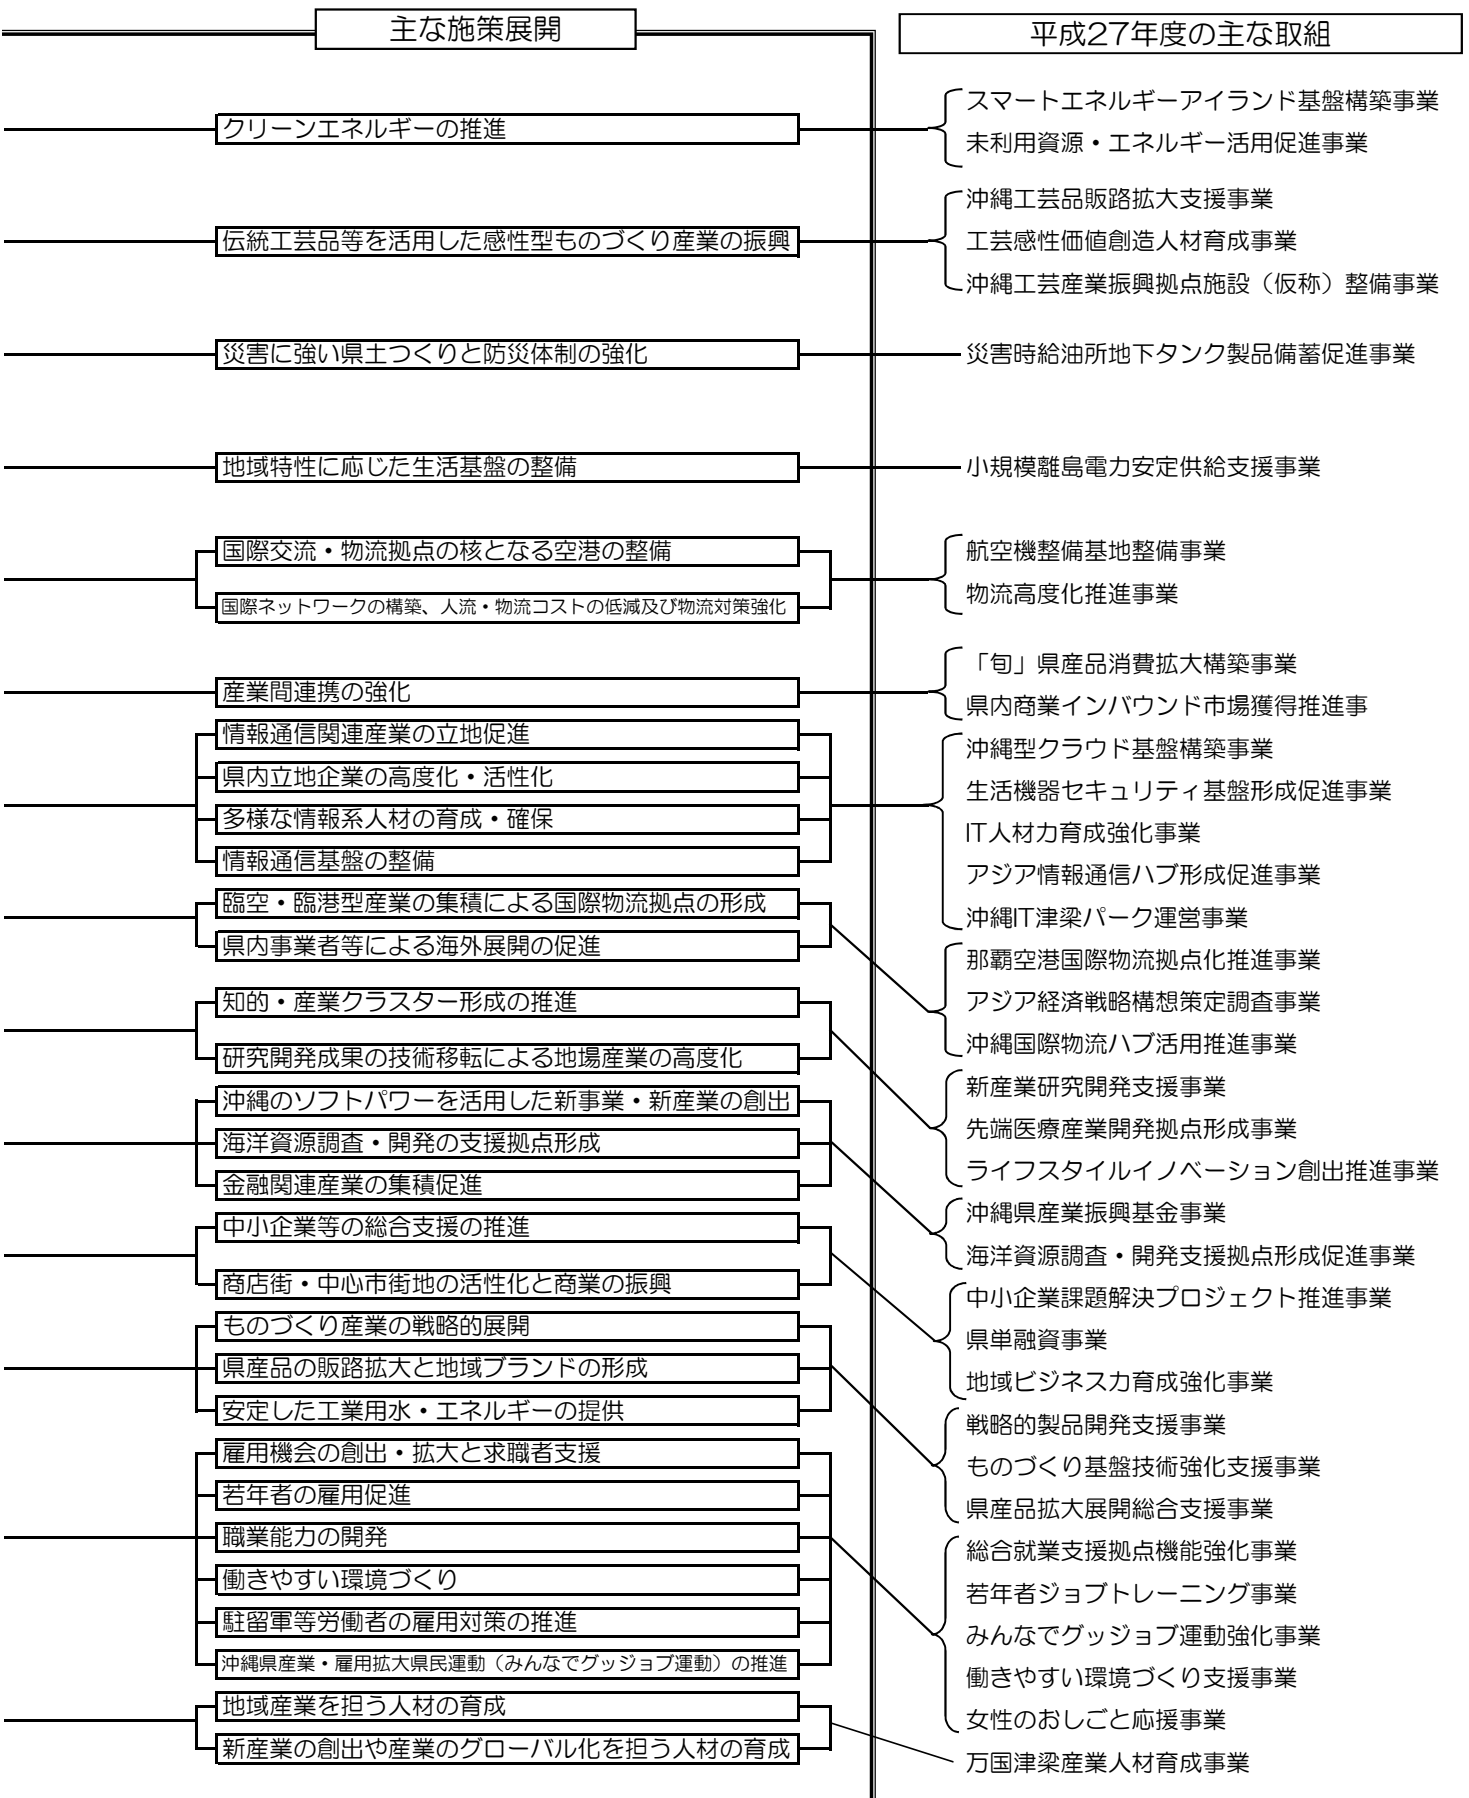 主な施策展開
平成27年度の主な取組
クリーンエネルギーの推進
スマートエネルギーアイランド基盤構築事業
未利用資源・エネルギー活用促進事業
伝統工芸品等を活用した感性型ものづくり産業の振興
沖縄工芸品販路拡大支援事業
工芸感性価値創造人材育成事業
沖縄工芸産業振興拠点施設（仮称）整備事業
災害に強い県土つくりと防災体制の強化
災害時給油所地下タンク製品備蓄促進事業
地域特性に応じた生活基盤の整備
小規模離島電力安定供給支援事業
国際交流・物流拠点の核となる空港の整備
国際ネットワークの構築、人流・物流コストの低減及び物流対策強化
航空機整備基地整備事業
物流高度化推進事業
産業間連携の強化
「旬」県産品消費拡大構築事業
県内商業インバウンド市場獲得推進事
情報通信関連産業の立地促進
県内立地企業の高度化・活性化
多様な情報系人材の育成・確保
情報通信基盤の整備
沖縄型クラウド基盤構築事業
生活機器セキュリティ基盤形成促進事業
IT人材力育成強化事業
アジア情報通信ハブ形成促進事業
沖縄IT津梁パーク運営事業
臨空・臨港型産業の集積による国際物流拠点の形成
県内事業者等による海外展開の促進
那覇空港国際物流拠点化推進事業
アジア経済戦略構想策定調査事業
沖縄国際物流ハブ活用推進事業
知的・産業クラスター形成の推進
研究開発成果の技術移転による地場産業の高度化
新産業研究開発支援事業
先端医療産業開発拠点形成事業
ライフスタイルイノベーション創出推進事業
沖縄のソフトパワーを活用した新事業・新産業の創出
海洋資源調査・開発の支援拠点形成
金融関連産業の集積促進
沖縄県産業振興基金事業
海洋資源調査・開発支援拠点形成促進事業
中小企業等の総合支援の推進
商店街・中心市街地の活性化と商業の振興
中小企業課題解決プロジェクト推進事業
県単融資事業
地域ビジネス力育成強化事業
ものづくり産業の戦略的展開
県産品の販路拡大と地域ブランドの形成
安定した工業用水・エネルギーの提供
戦略的製品開発支援事業
ものづくり基盤技術強化支援事業
県産品拡大展開総合支援事業
雇用機会の創出・拡大と求職者支援
若年者の雇用促進
職業能力の開発
働きやすい環境づくり
駐留軍等労働者の雇用対策の推進
沖縄県産業・雇用拡大県民運動（みんなでグッジョブ運動）の推進
総合就業支援拠点機能強化事業
若年者ジョブトレーニング事業
みんなでグッジョブ運動強化事業
働きやすい環境づくり支援事業
女性のおしごと応援事業
地域産業を担う人材の育成
新産業の創出や産業のグローバル化を担う人材の育成
万国津梁産業人材育成事業